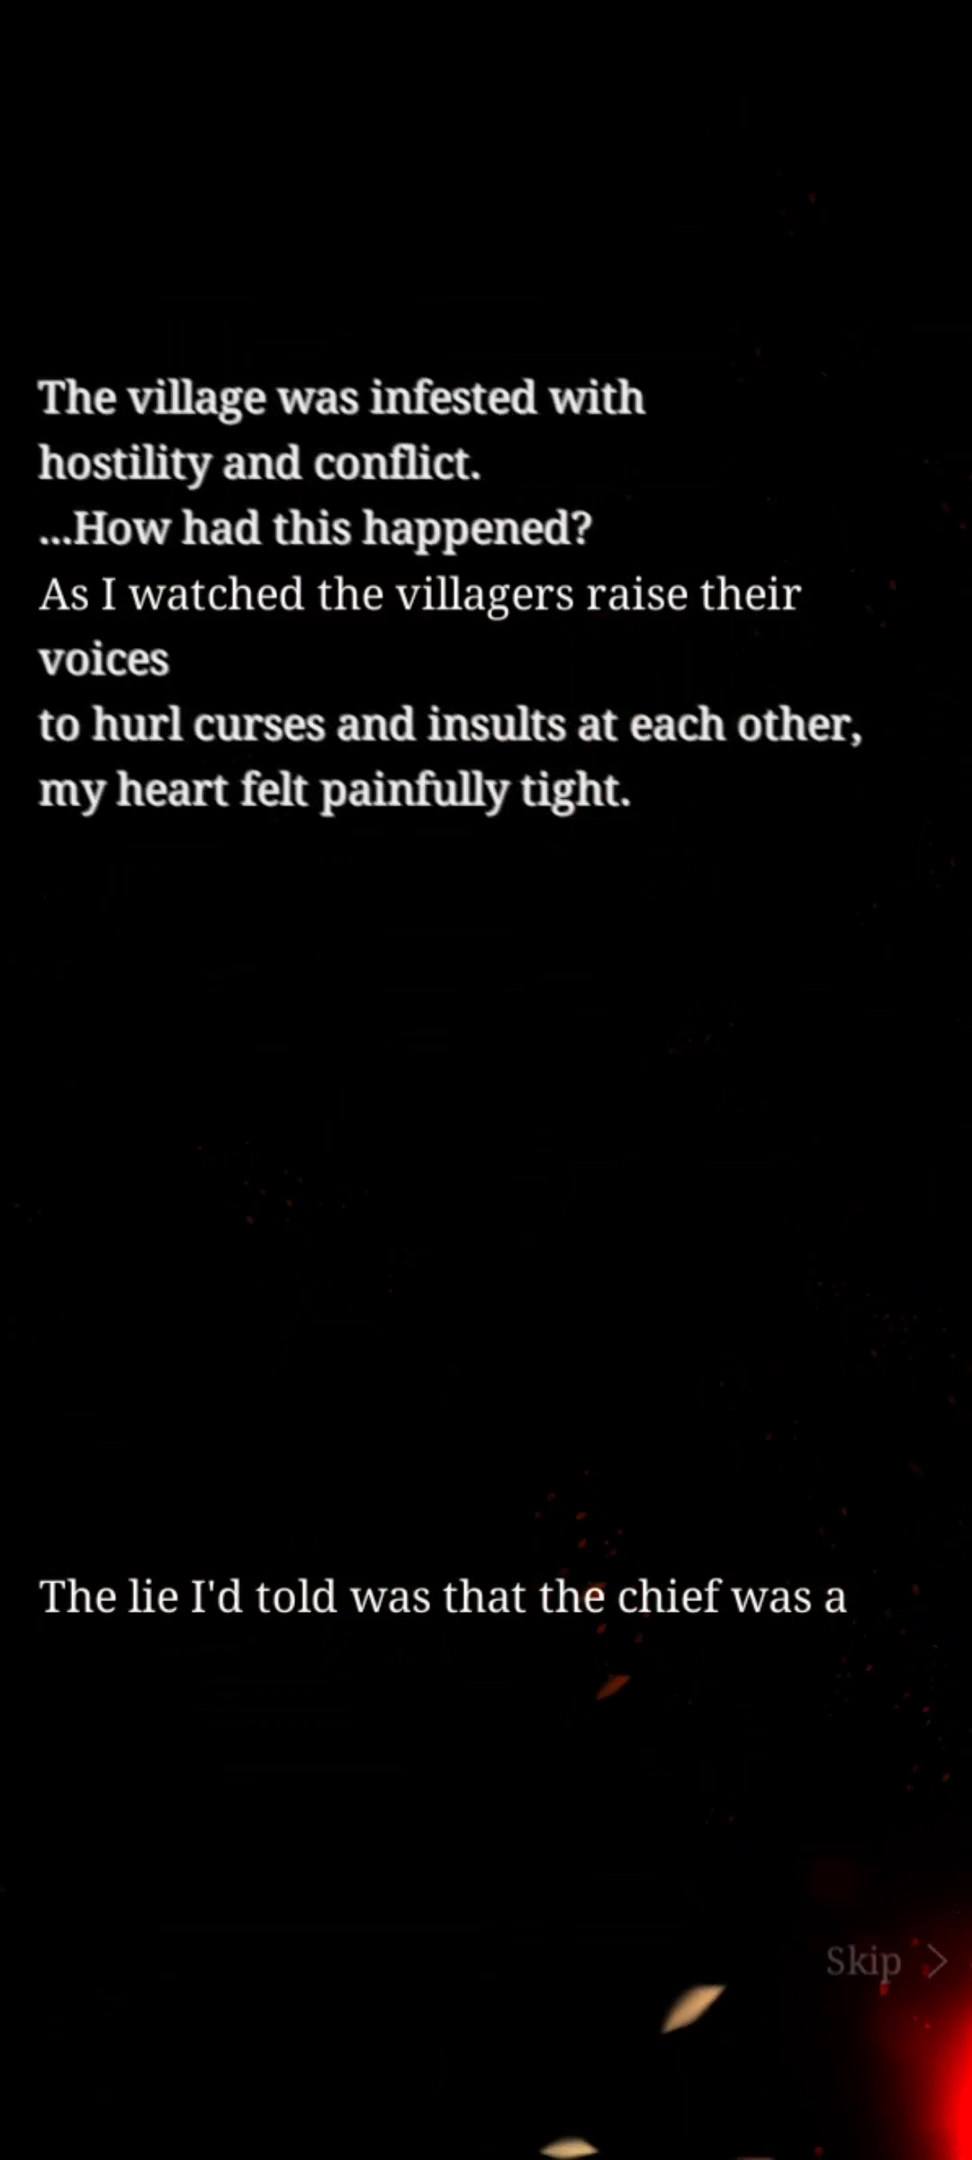 The village was infested with
hostility and conflict.
...How had this happened?
As I watched the villagers raise their
voices
to hurl curses and insults at each other,
my heart felt painfully tight.
The lie I'd told was that the chief was a
Skip